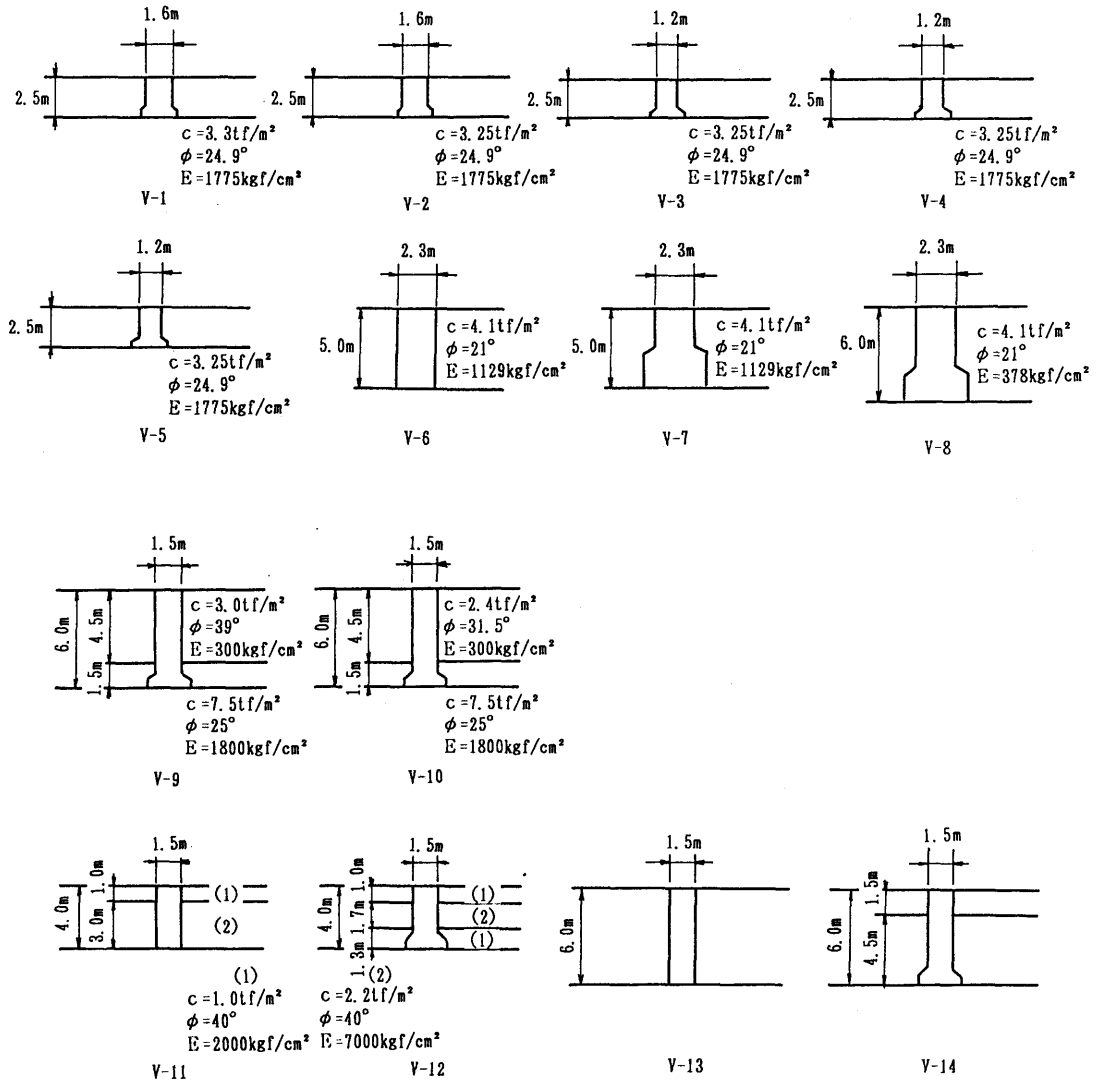 1.6m
2.5m
c=3.3tf/m²
φ=24.9°
E=1775kgf/cm²
V-1
1.6m
2.5m
c=3.25tf/m²
φ=24.9°
E=1775kgf/cm²
V-2
1.2m
2.5m
c=3.25tf/m²
φ=24.9°
E=1775kgf/cm²
V-3
1.2m
2.5m
c=3.25tf/m²
φ=24.9°
E=1775kgf/cm²
V-4
1.2m
2.5m
c=3.25tf/m²
φ=24.9°
E=1775kgf/cm²
V-5
2.3m
5.0m
c=4.1tf/m²
φ=21°
E=1129kgf/cm²
V-6
2.3m
5.0m
c=4.1tf/m²
φ=21°
E=1129kgf/cm²
V-7
2.3m
6.0m
c=4.1tf/m²
φ=21°
E=378kgf/cm²
V-8
1.5m
6.0m
4.5m
1.5m
c=3.0tf/m²
φ=39°
E=300kgf/cm²
c=7.5tf/m²
φ=25°
E=1800kgf/cm²
V-9
1.5m
6.0m
4.5m
1.5m
c=2.4tf/m²
φ=31.5°
E=300kgf/cm²
c=7.5tf/m²
φ=25°
E=1800kgf/cm²
V-10
1.5m
4.0m
1.0m
3.0m
(1)
(2)
(1)
c=1.0tf/m²
φ=40°
E=2000kgf/cm²
V-11
1.5m
4.0m
1.0m
1.7m
1.3m
(1)
(2)
(1)
(2)
c=2.2tf/m²
φ=40°
E=7000kgf/cm²
V-12
1.5m
6.0m
V-13
1.5m
6.0m
1.5m
4.5m
V-14